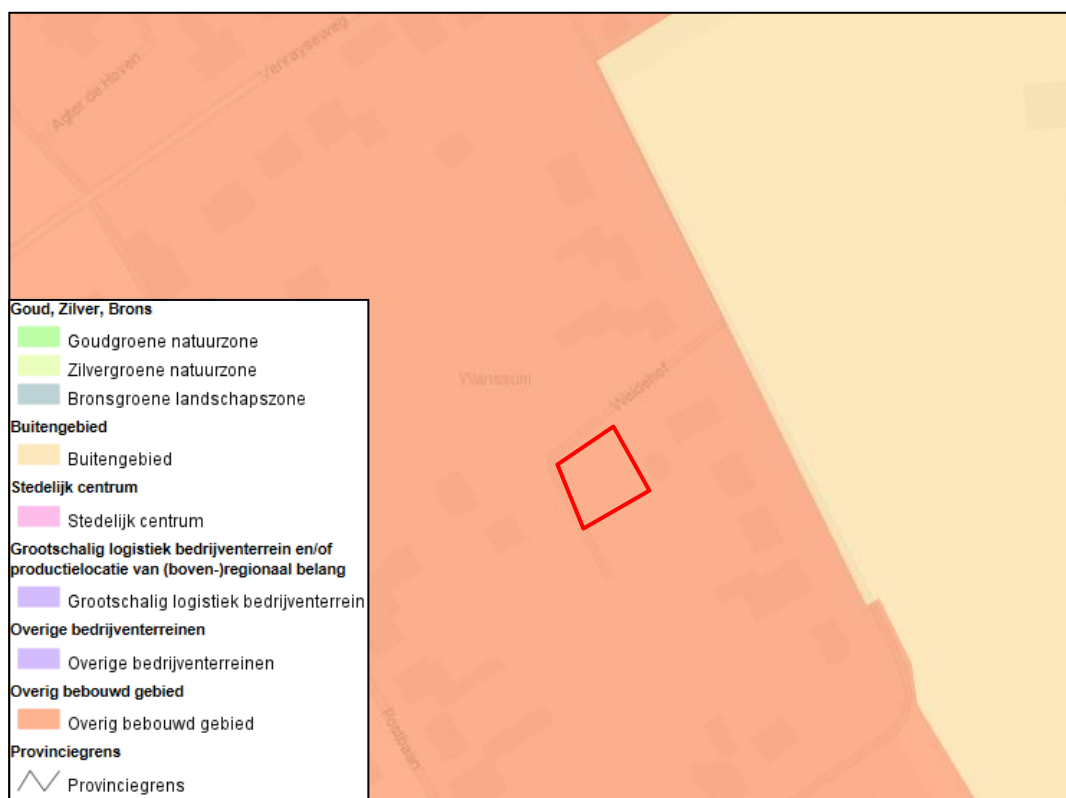 Agter de Hoven
Venrayseweg
Wanssum
Weldehof
Postbaan
Goud, Zilver, Brons
Goudgroene natuurzone
Zilvergroene natuurzone
Bronsgroene landschapszone
Buitengebied
Buitengebied
Stedelijk centrum
Stedelijk centrum
Grootschalig logistiek bedrijventerrein en/of
productielocatie van (boven-)regionaal belang
Grootschalig logistiek bedrijventerrein
Overige bedrijventerreinen
Overige bedrijventerreinen
Overig bebouwd gebied
Overig bebouwd gebied
Provinciegrens
Provinciegrens